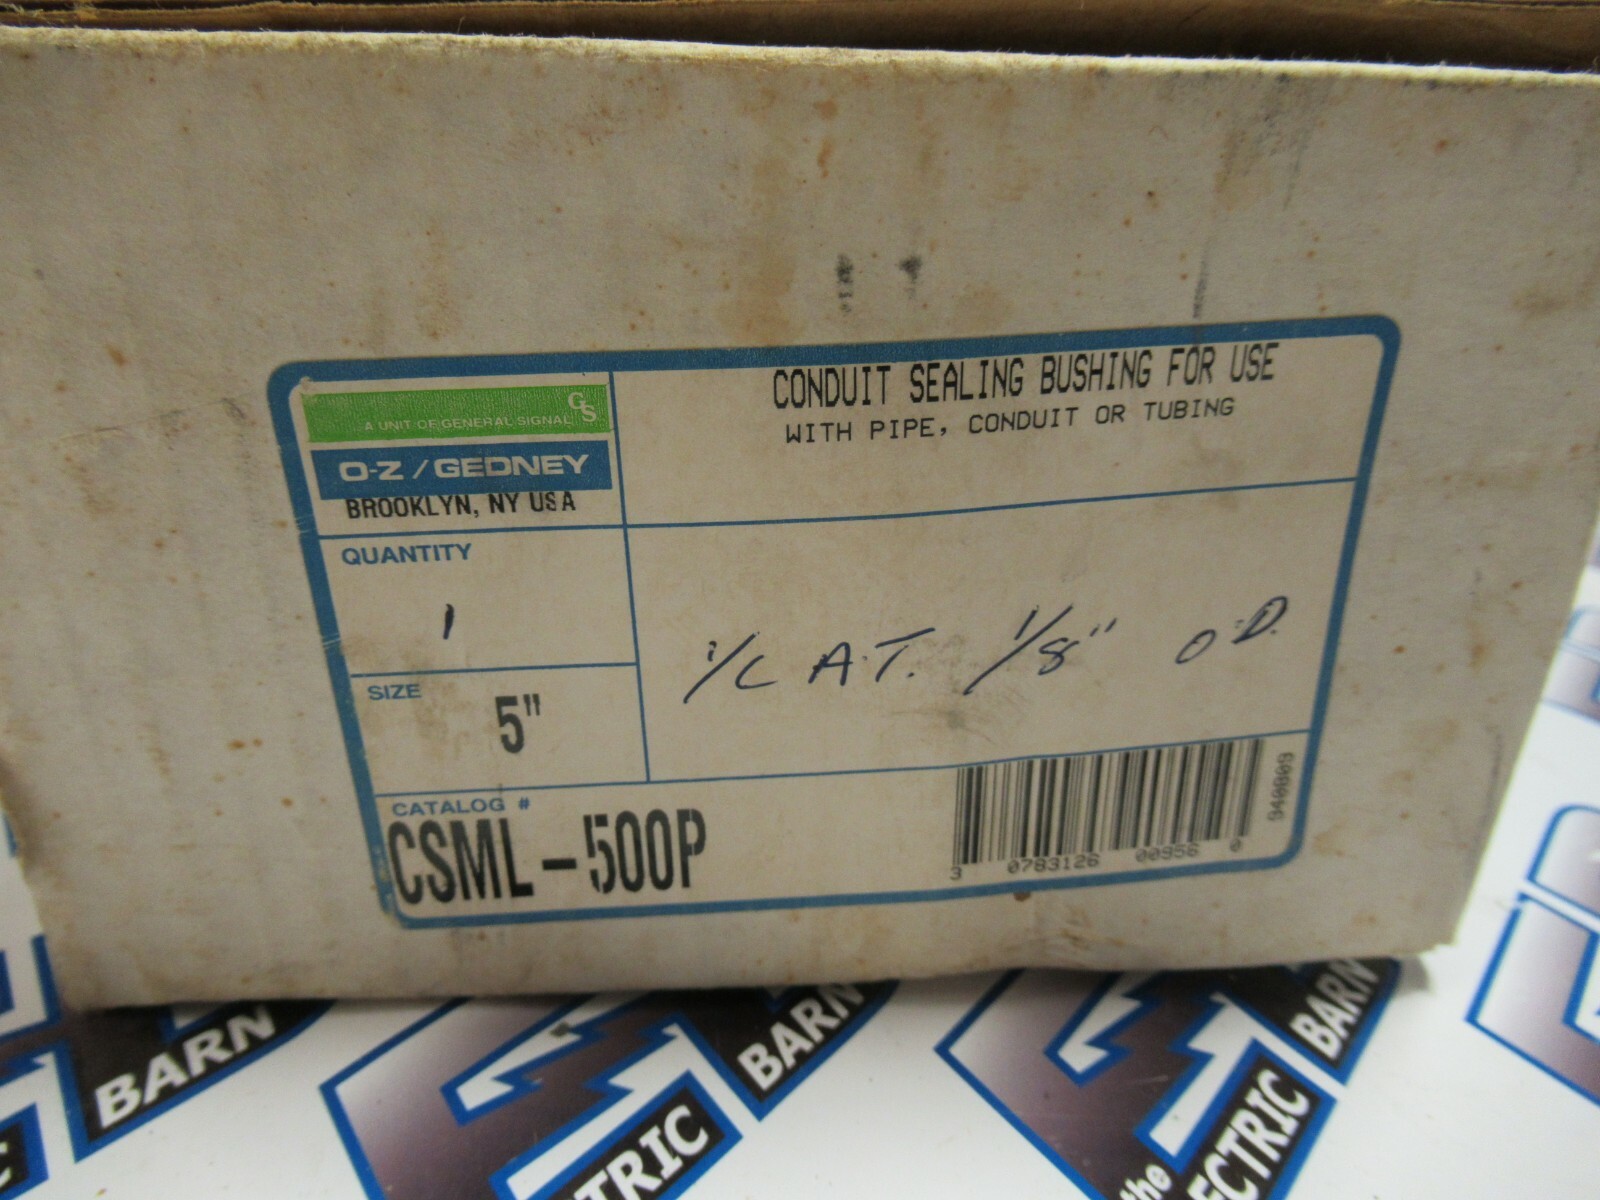 CONDUIT SEALING BUSHING FOR USE
WITH PIPE, CONDUIT OR TUBING
GS
A UNIT OF GENERAL SIGNAL
O-Z/GEDNEY
BROOKLYN, NY USA
QUANTITY
1
1/C A.T. 1/8" O.D.
SIZE
5"
CATALOG #
CSML-500P
3 0783126 00956 0
940809
BARN
BARN
BARN
TRIC
the
ECTRIC